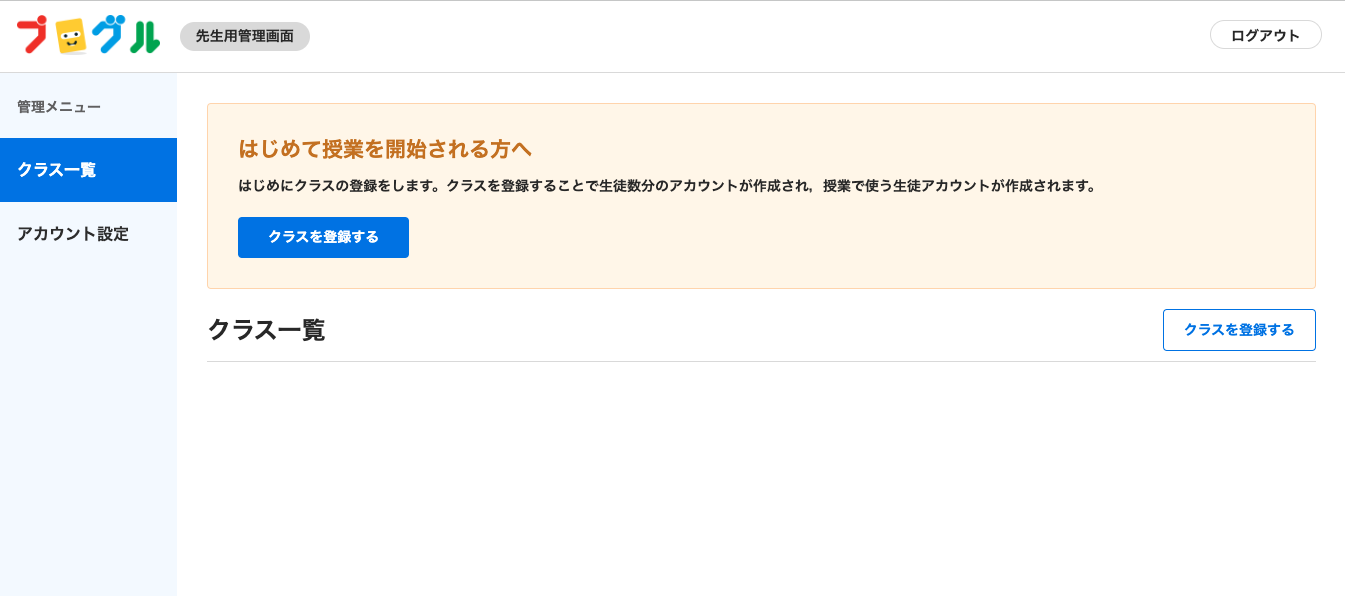 プログル
先生用管理画面
ログアウト
管理メニュー
クラス一覧
アカウント設定
はじめて授業を開始される方へ
はじめにクラスの登録をします。クラスを登録することで生徒数分のアカウントが作成され，授業で使う生徒アカウントが作成されます。
クラスを登録する
クラス一覧
クラスを登録する